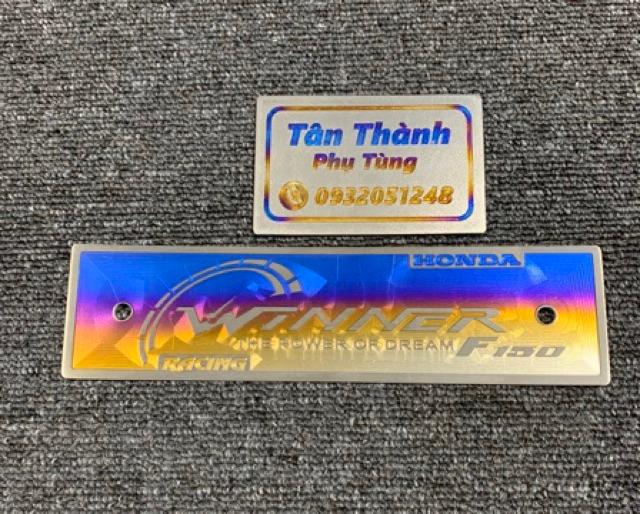 Tân Thành
Phụ Tùng
0932051248
HONDA
WINNER
THE POWER OF DREAM
F150
RACING